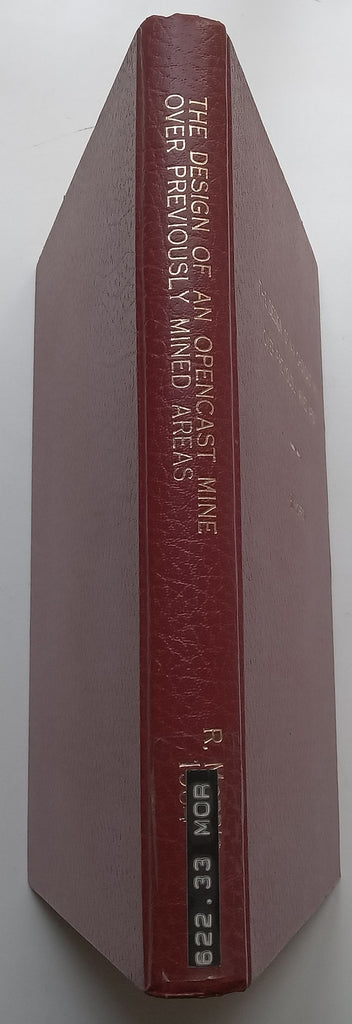 THE DESIGN OF AN OPENCAST MINE
OVER PREVIOUSLY MINED AREAS
R.
622.33 MOR